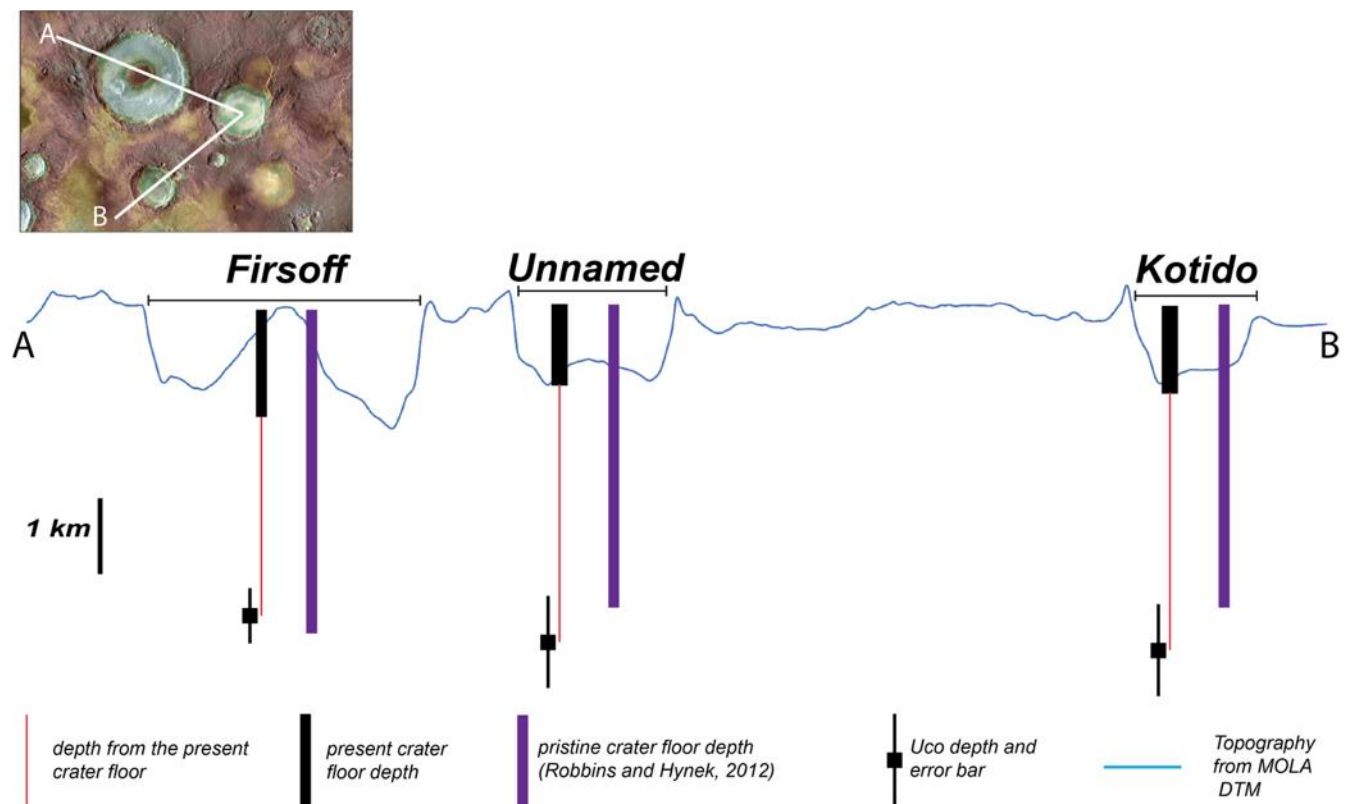 A
B
Firsoff
Unnamed
Kotido
A
B
1 km
depth from the present
crater floor
present crater
floor depth
pristine crater floor depth
(Robbins and Hynek, 2012)
Uco depth and
error bar
Topography
from MOLA
DTM